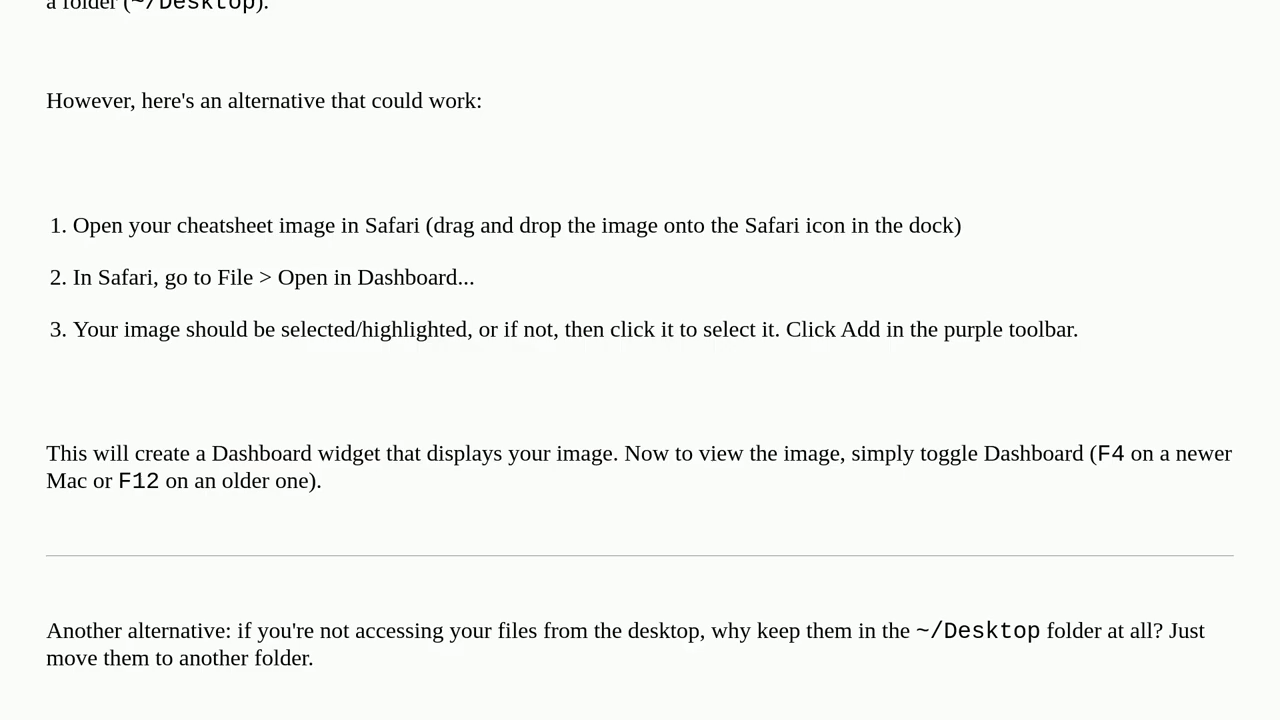 a folder (~/Desktop).
However, here's an alternative that could work:
1. Open your cheatsheet image in Safari (drag and drop the image onto the Safari icon in the dock)
2. In Safari, go to File > Open in Dashboard...
3. Your image should be selected/highlighted, or if not, then click it to select it. Click Add in the purple toolbar.
This will create a Dashboard widget that displays your image. Now to view the image, simply toggle Dashboard (F4 on a newer
Mac or F12 on an older one).
Another alternative: if you're not accessing your files from the desktop, why keep them in the ~/Desktop folder at all? Just
move them to another folder.